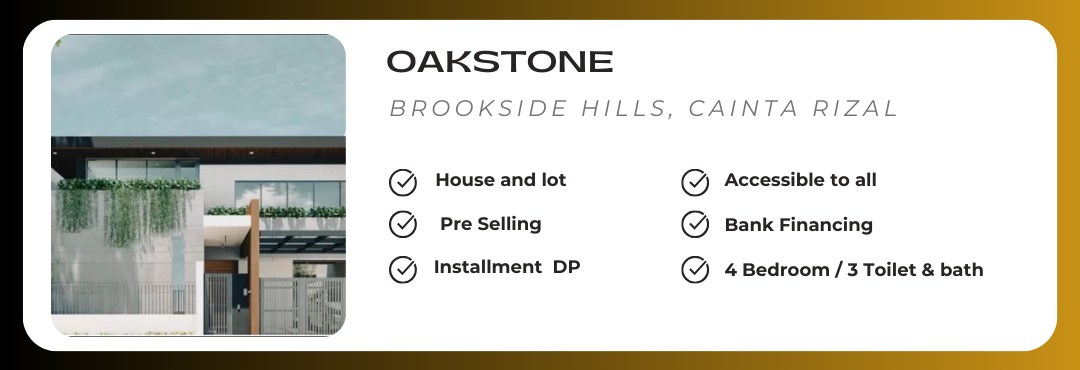 OAKSTONE
BROOKSIDE HILLS, CAINTA RIZAL
House and lot
Pre Selling
Installment DP
Accessible to all
Bank Financing
4 Bedroom / 3 Toilet & bath